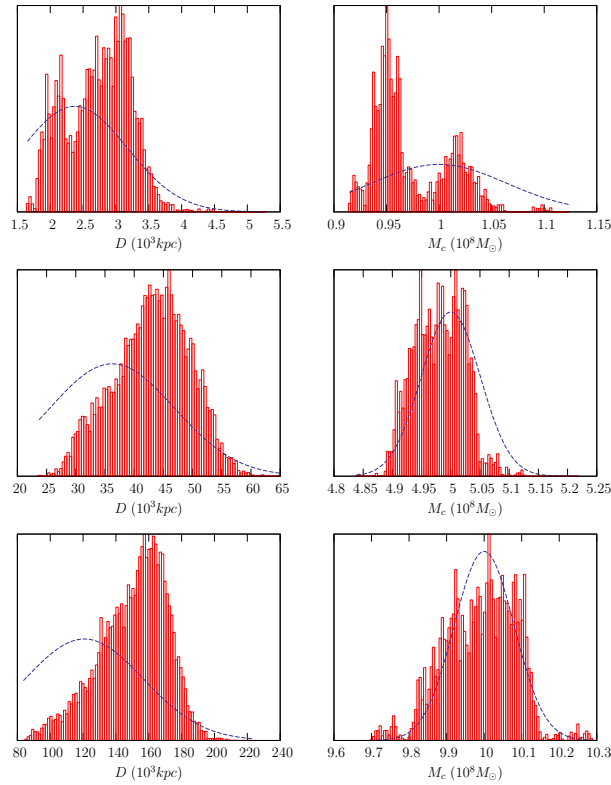 1.5 2 2.5 3 3.5 4 4.5 5 5.5
D (10³kpc)
0.9 0.95 1 1.05 1.1 1.15
M_c (10⁸M_⊙)
20 25 30 35 40 45 50 55 60 65
D (10³kpc)
4.8 4.85 4.9 4.95 5 5.05 5.1 5.15 5.2 5.25
M_c (10⁸M_⊙)
80 100 120 140 160 180 200 220 240
D (10³kpc)
9.6 9.7 9.8 9.9 10 10.1 10.2 10.3
M_c (10⁸M_⊙)